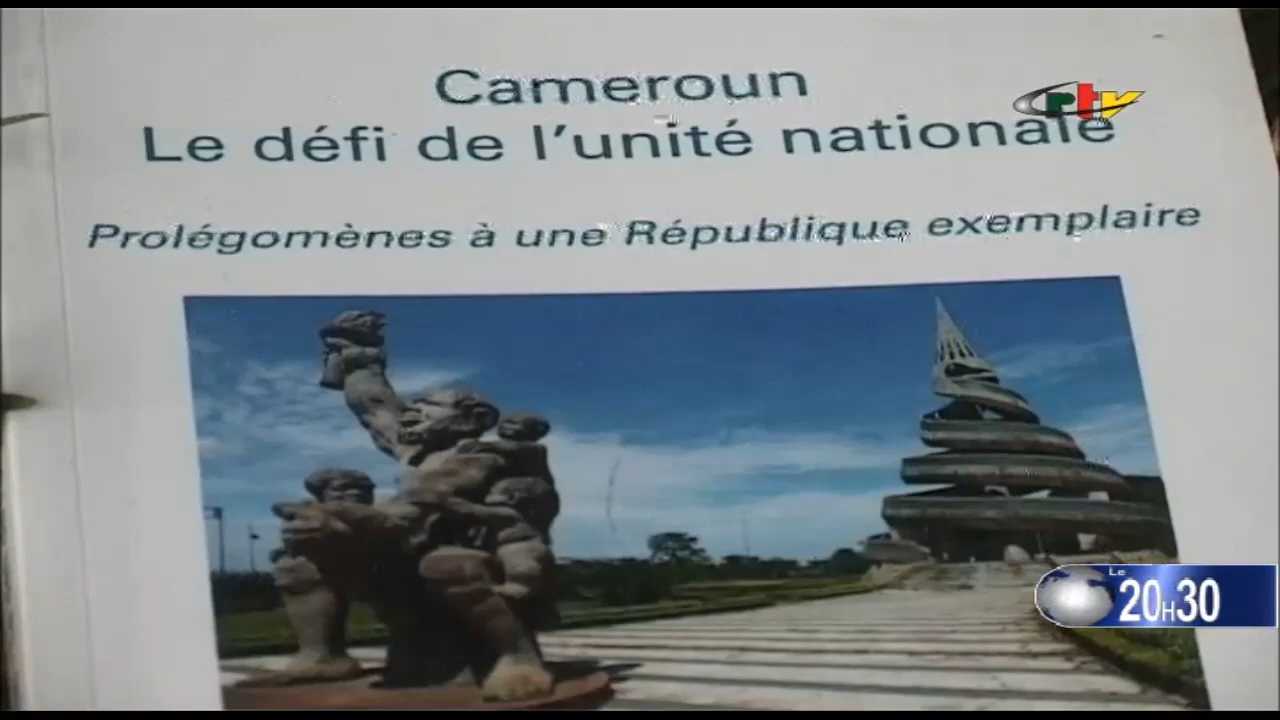 Cameroun
Le défi de l'unité nationale
Prolégomènes à une République exemplaire
crtv
Le
20H30